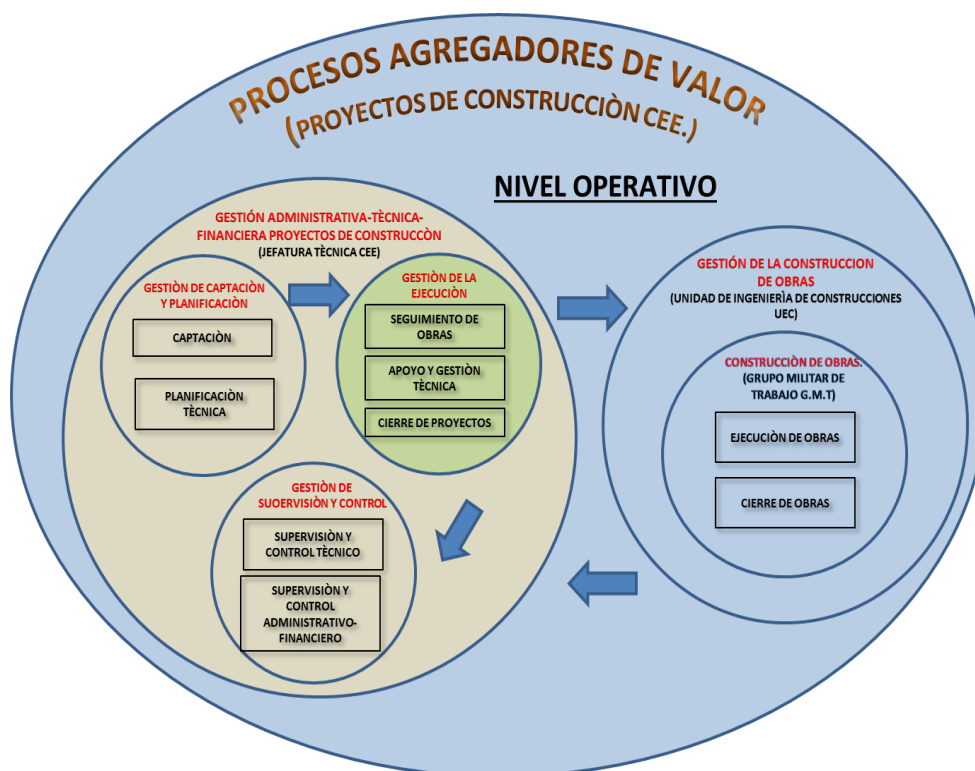 PROCESOS AGREGADORES DE VALOR
(PROYECTOS DE CONSTRUCCIÒN CEE.)
NIVEL OPERATIVO
GESTIÓN ADMINISTRATIVA-TÈCNICA-
FINANCIERA PROYECTOS DE CONSTRUCCÒN
(JEFATURA TÈCNICA CEE)
GESTIÒN DE CAPTACIÒN
Y PLANIFICACIÒN
CAPTACIÒN
PLANIFICACIÒN
TÈCNICA
GESTIÒN DE LA
EJECUCIÒN
SEGUIMIENTO DE
OBRAS
APOYO Y GESTIÒN
TÈCNICA
CIERRE DE PROYECTOS
GESTIÒN DE
SUOERVISIÒN Y CONTROL
SUPERVISIÒN Y
CONTROL TÈCNICO
SUPERVISIÒN Y
CONTROL
ADMINISTRATIVO-
FINANCIERO
GESTIÓN DE LA CONSTRUCCION
DE OBRAS
(UNIDAD DE INGENIERÌA DE CONSTRUCCIONES
UEC)
CONSTRUCCIÒN DE OBRAS.
(GRUPO MILITAR DE
TRABAJO G.M.T)
EJECUCIÒN DE OBRAS
CIERRE DE OBRAS